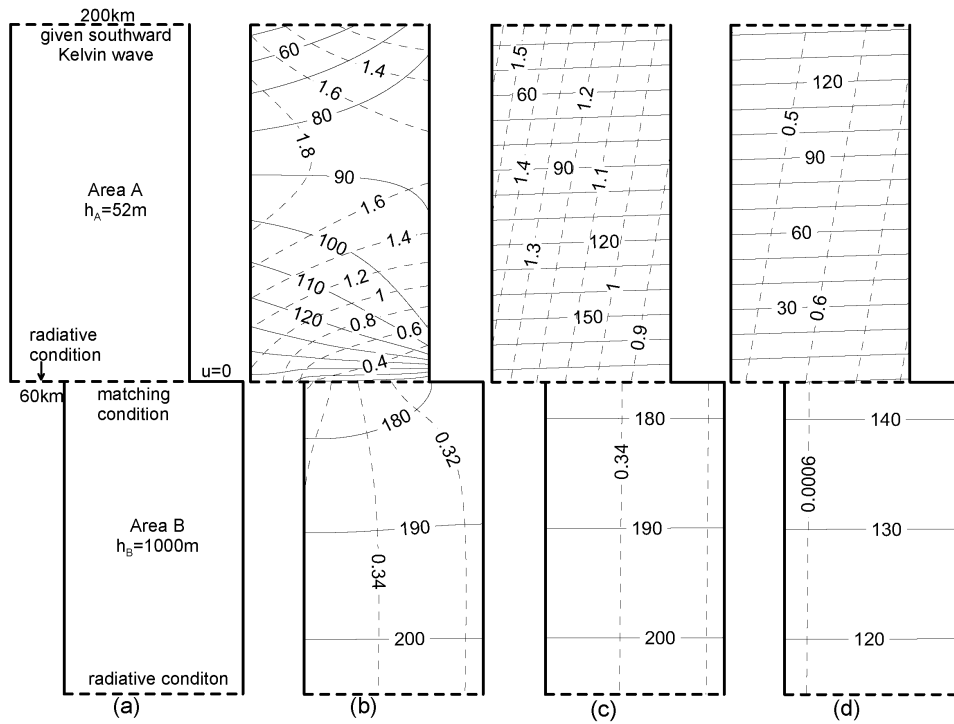 200km
given southward
Kelvin wave
Area A
h_A=52m
radiative
condition
u=0
60km
matching
condition
Area B
h_B=1000m
radiative conditon
(a)
60
1.4
1.6
80
1.8
90
1.6
100
1.4
110
1.2
1
120
0.8
0.6
0.4
180
0.32
190
0.34
200
(b)
1.5
60
1.2
1.4
90
1.1
1.3
120
1
150
0.9
180
0.34
190
200
(c)
120
0.5
90
60
30
0.6
140
0.0006
130
120
(d)